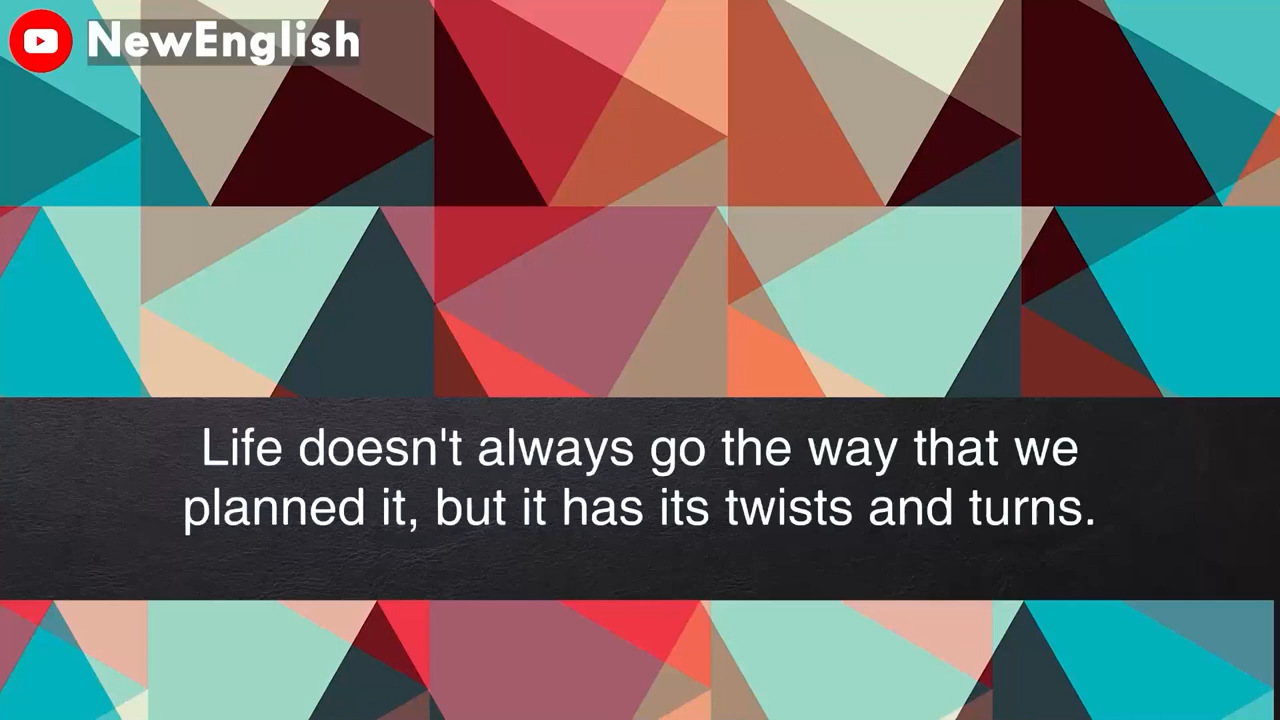 NewEnglish
Life doesn't always go the way that we
planned it, but it has its twists and turns.